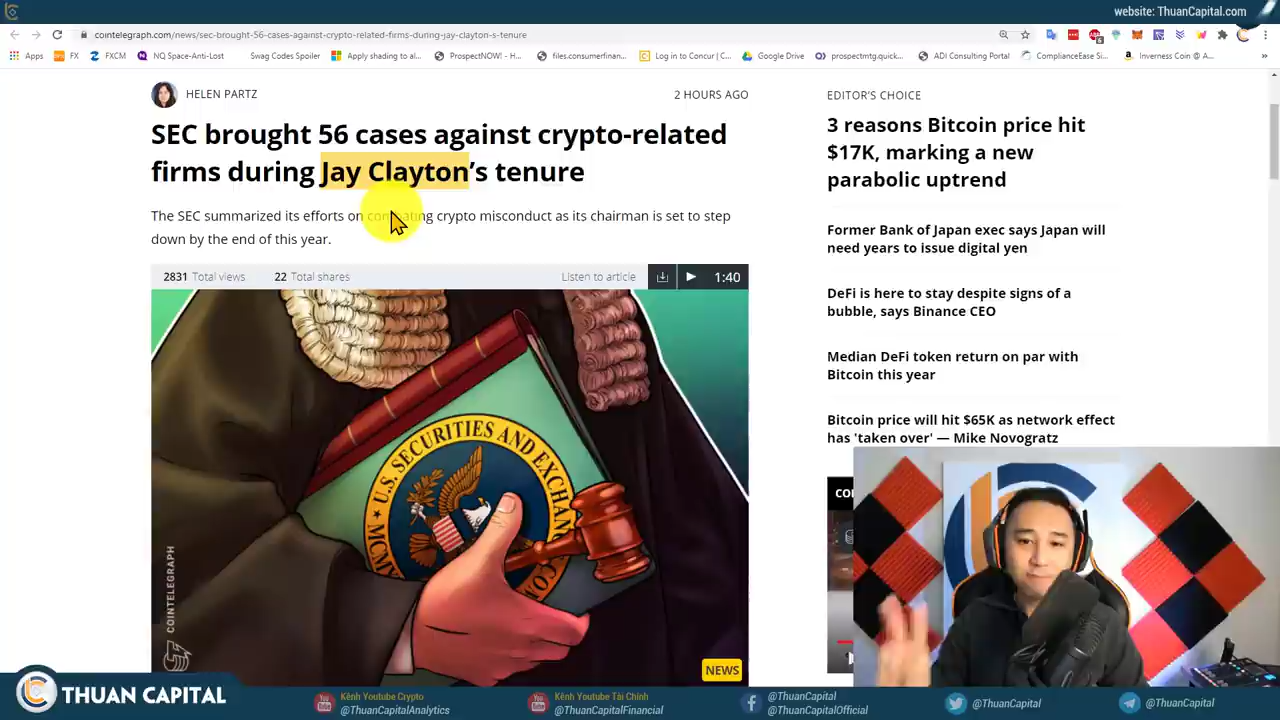 website: ThuanCapital.com
cointelegraph.com/news/sec-brought-56-cases-against-crypto-related-firms-during-jay-clayton-s-tenure
Apps
FX
FXCM
NQ Space-Anti-Lost
Swag Codes Spoiler
Apply shading to al...
ProspectNOW! - H...
files.consumerfinan...
Log in to Concur | C...
Google Drive
prospectmtg.quick...
ADI Consulting Portal
ComplianceEase Si...
Inverness Coin @ A...
HELEN PARTZ
2 HOURS AGO
SEC brought 56 cases against crypto-related
firms during Jay Clayton's tenure
The SEC summarized its efforts on combating crypto misconduct as its chairman is set to step
down by the end of this year.
2831 Total views
22 Total shares
Listen to article
1:40
U.S. SECURITIES AND EXCHAN
COM
MCMX
COINTELEGRAPH
NEWS
EDITOR'S CHOICE
3 reasons Bitcoin price hit
$17K, marking a new
parabolic uptrend
Former Bank of Japan exec says Japan will
need years to issue digital yen
DeFi is here to stay despite signs of a
bubble, says Binance CEO
Median DeFi token return on par with
Bitcoin this year
Bitcoin price will hit $65K as network effect
has 'taken over' — Mike Novogratz
THUAN CAPITAL
Kênh Youtube Crypto
@ThuanCapitalAnalytics
Kênh Youtube Tài Chính
@ThuanCapitalFinancial
@ThuanCapital
@ThuanCapitalOfficial
@ThuanCapital
@ThuanCapital